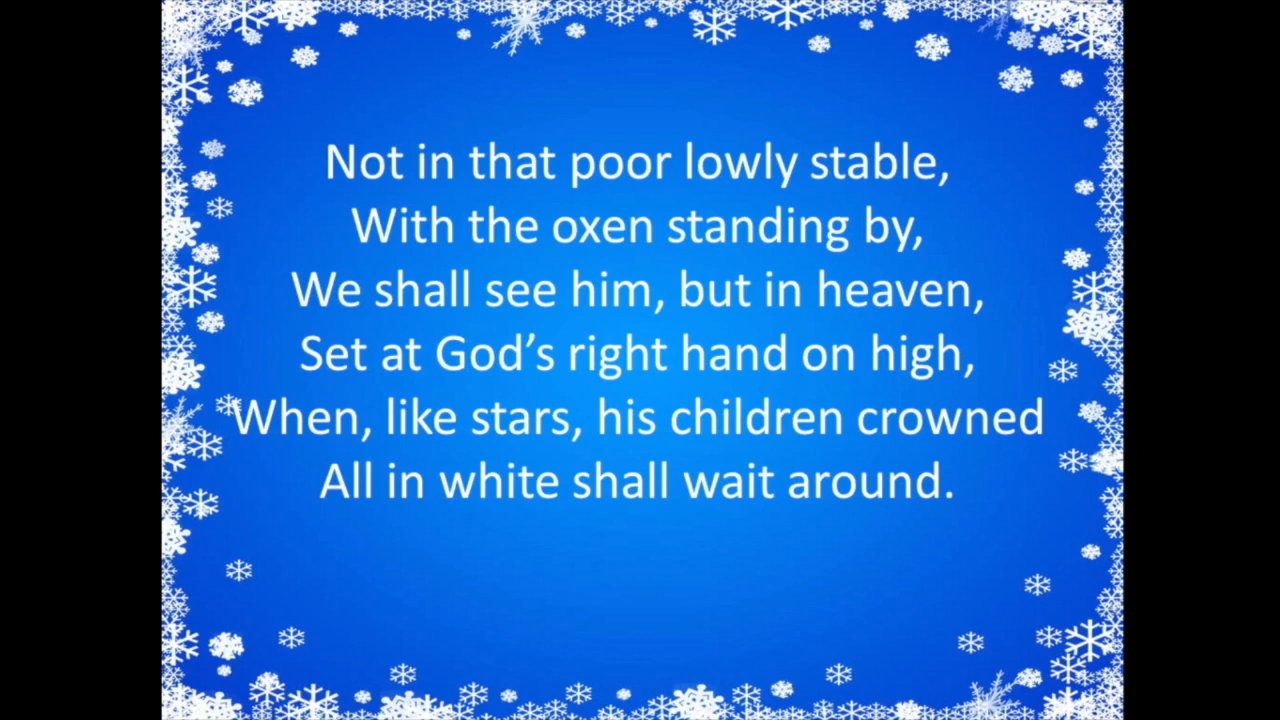 Not in that poor lowly stable,
With the oxen standing by,
We shall see him, but in heaven,
Set at God’s right hand on high,
When, like stars, his children crowned
All in white shall wait around.